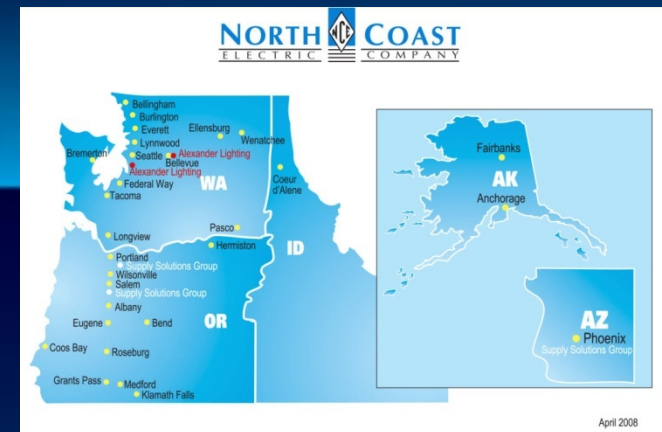 NORTH NCE COAST
ELECTRIC COMPANY
Bellingham
Burlington
Everett
Ellensburg
Wenatchee
Lynnwood
Bremerton
Seattle
Alexander Lighting
Bellevue
Alexander Lighting
WA
Federal Way
Tacoma
Coeur
d'Alene
Pasco
Longview
Hermiston
ID
Portland
Supply Solutions Group
Wilsonville
Salem
Supply Solutions Group
Albany
OR
Eugene
Bend
Coos Bay
Roseburg
Grants Pass
Medford
Klamath Falls
Fairbanks
AK
Anchorage
AZ
Phoenix
Supply Solutions Group
April 2008